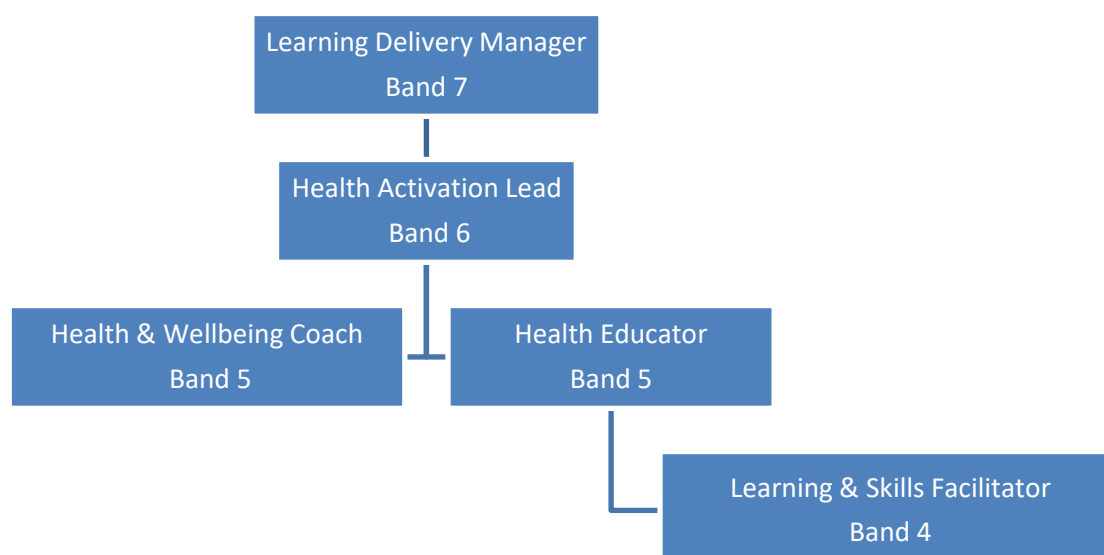 Learning Delivery Manager
Band 7
Health Activation Lead
Band 6
Health & Wellbeing Coach
Band 5
Health Educator
Band 5
Learning & Skills Facilitator
Band 4